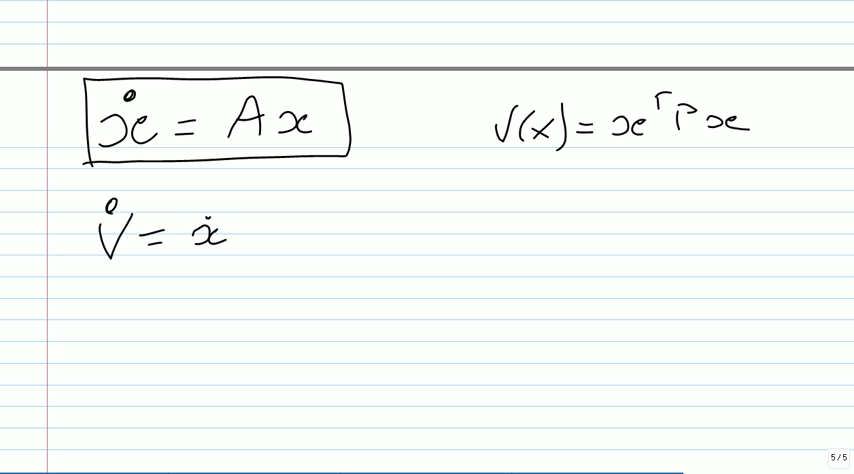 ẋ = Ax
V(x) = xᵀPx
V̇ = ẋ
5/5